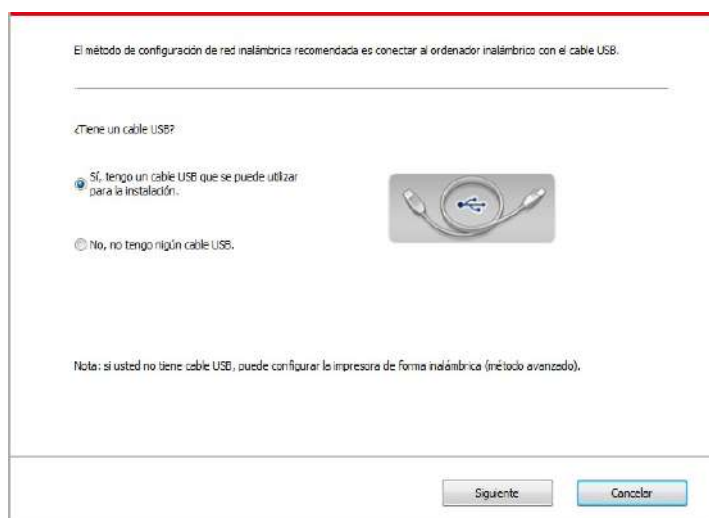 El método de configuración de red inalámbrica recomendada es conectar al ordenador inalámbrico con el cable USB.
¿Tiene un cable USB?
Sí, tengo un cable USB que se puede utilizar
para la instalación.
No, no tengo nigún cable USB.
Nota: si usted no tiene cable USB, puede configurar la impresora de forma inalámbrica (método avanzado).
Siguiente
Cancelar